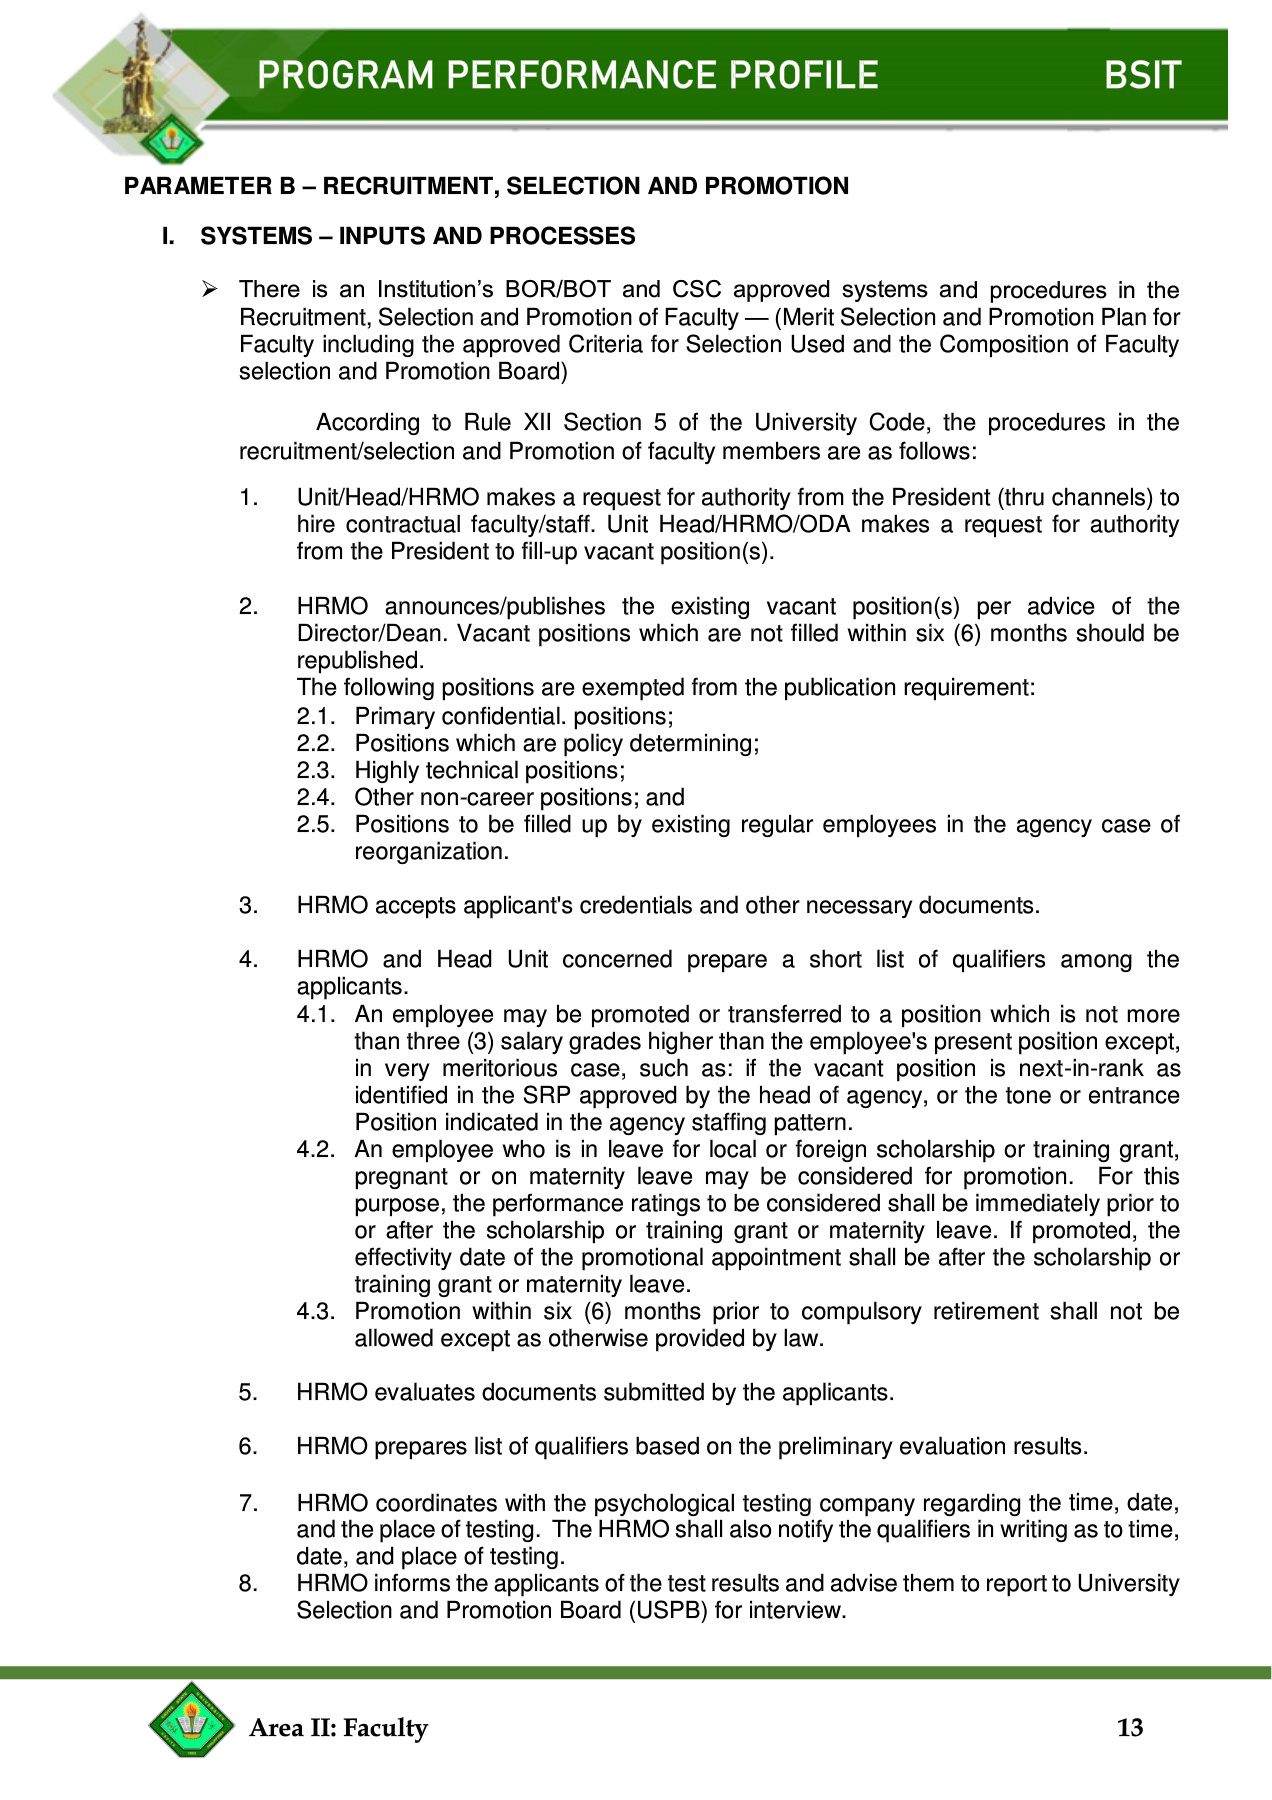 PROGRAM PERFORMANCE PROFILE BSIT
PARAMETER B – RECRUITMENT, SELECTION AND PROMOTION
I. SYSTEMS – INPUTS AND PROCESSES
➢ There is an Institution’s BOR/BOT and CSC approved systems and procedures in the
Recruitment, Selection and Promotion of Faculty — (Merit Selection and Promotion Plan for
Faculty including the approved Criteria for Selection Used and the Composition of Faculty
selection and Promotion Board)
According to Rule XII Section 5 of the University Code, the procedures in the
recruitment/selection and Promotion of faculty members are as follows:
1. Unit/Head/HRMO makes a request for authority from the President (thru channels) to
hire contractual faculty/staff. Unit Head/HRMO/ODA makes a request for authority
from the President to fill-up vacant position(s).
2. HRMO announces/publishes the existing vacant position(s) per advice of the
Director/Dean. Vacant positions which are not filled within six (6) months should be
republished.
The following positions are exempted from the publication requirement:
2.1. Primary confidential. positions;
2.2. Positions which are policy determining;
2.3. Highly technical positions;
2.4. Other non-career positions; and
2.5. Positions to be filled up by existing regular employees in the agency case of
reorganization.
3. HRMO accepts applicant's credentials and other necessary documents.
4. HRMO and Head Unit concerned prepare a short list of qualifiers among the
applicants.
4.1. An employee may be promoted or transferred to a position which is not more
than three (3) salary grades higher than the employee's present position except,
in very meritorious case, such as: if the vacant position is next-in-rank as
identified in the SRP approved by the head of agency, or the tone or entrance
Position indicated in the agency staffing pattern.
4.2. An employee who is in leave for local or foreign scholarship or training grant,
pregnant or on maternity leave may be considered for promotion. For this
purpose, the performance ratings to be considered shall be immediately prior to
or after the scholarship or training grant or maternity leave. If promoted, the
effectivity date of the promotional appointment shall be after the scholarship or
training grant or maternity leave.
4.3. Promotion within six (6) months prior to compulsory retirement shall not be
allowed except as otherwise provided by law.
5. HRMO evaluates documents submitted by the applicants.
6. HRMO prepares list of qualifiers based on the preliminary evaluation results.
7. HRMO coordinates with the psychological testing company regarding the time, date,
and the place of testing. The HRMO shall also notify the qualifiers in writing as to time,
date, and place of testing.
8. HRMO informs the applicants of the test results and advise them to report to University
Selection and Promotion Board (USPB) for interview.
Area II: Faculty 13